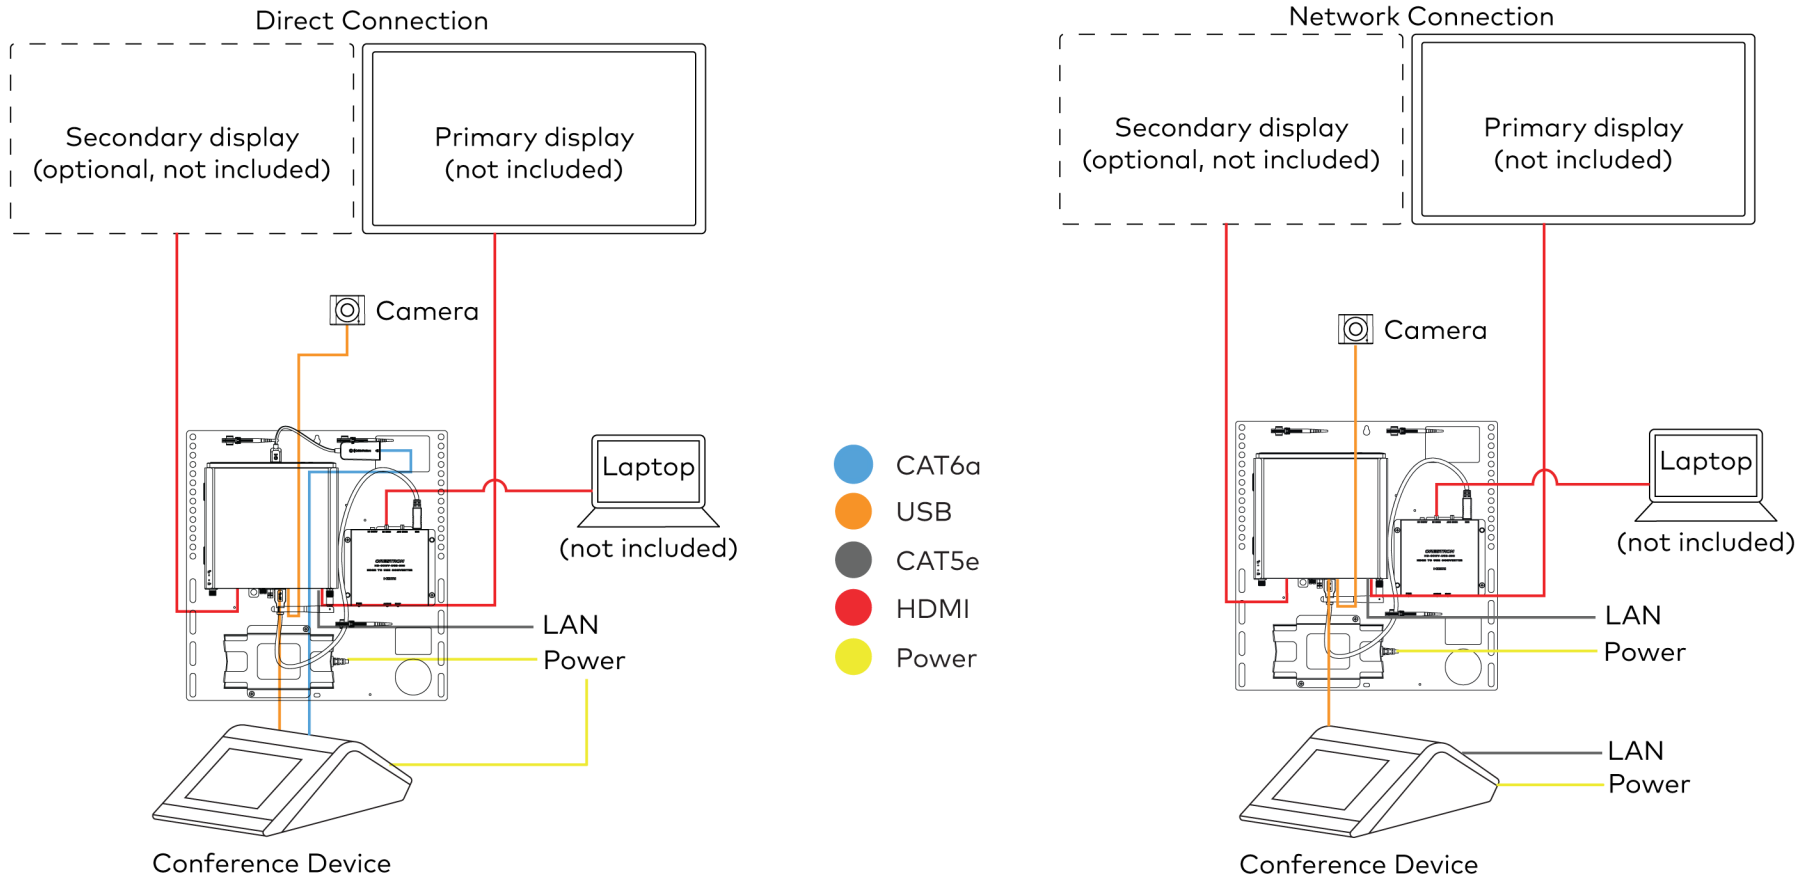 Direct Connection
Secondary display
(optional, not included)
Primary display
(not included)
Camera
Laptop
(not included)
LAN
Power
Conference Device
CAT6a
USB
CAT5e
HDMI
Power
Network Connection
Secondary display
(optional, not included)
Primary display
(not included)
Camera
Laptop
(not included)
CRESTRON
LAN
Power
LAN
Power
Conference Device